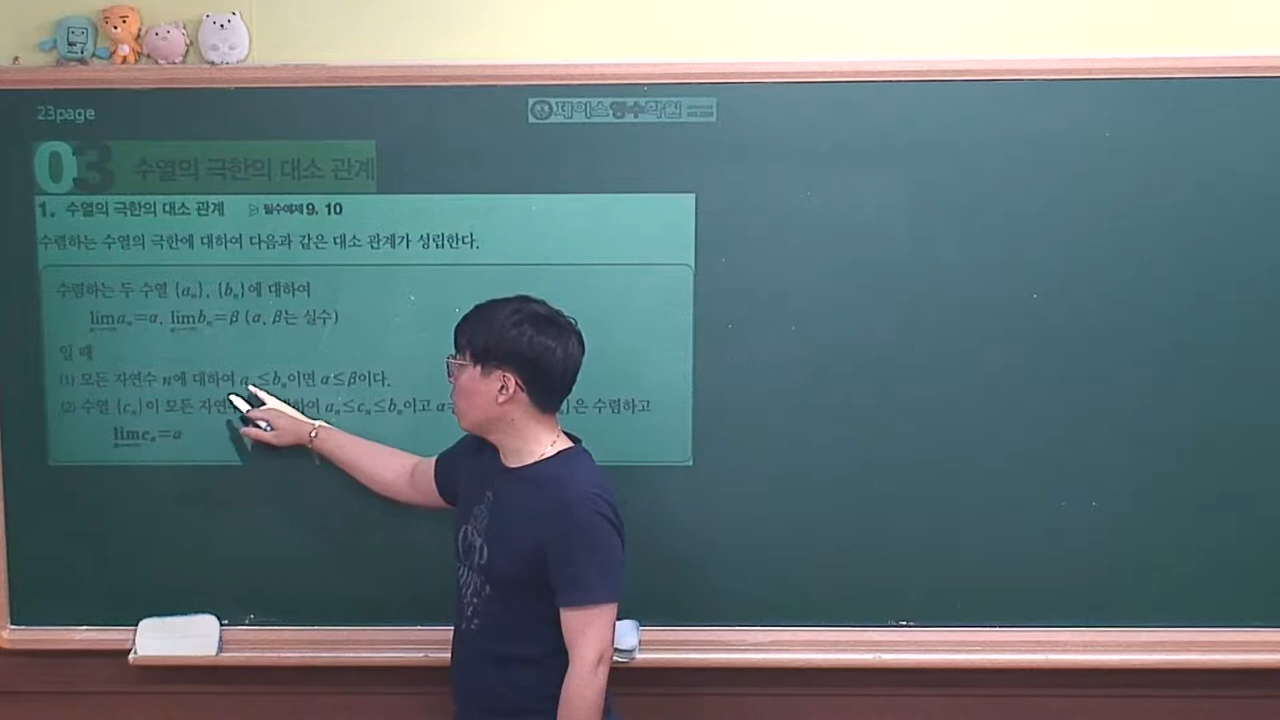 23page
제이스영수학원
03 수열의 극한의 대소 관계
1. 수열의 극한의 대소 관계 ▷ 필수예제 9, 10
수렴하는 수열의 극한에 대하여 다음과 같은 대소 관계가 성립한다.
수렴하는 두 수열 {aₙ}, {bₙ}에 대하여
lim aₙ=α, lim bₙ=β (α, β는 실수)
일 때
(1) 모든 자연수 n에 대하여 a ≤bₙ이면 α≤β이다.
(2) 수열 {cₙ}이 모든 자연 대하여 aₙ≤cₙ≤bₙ이고 α= }은 수렴하고
lim cₙ=α